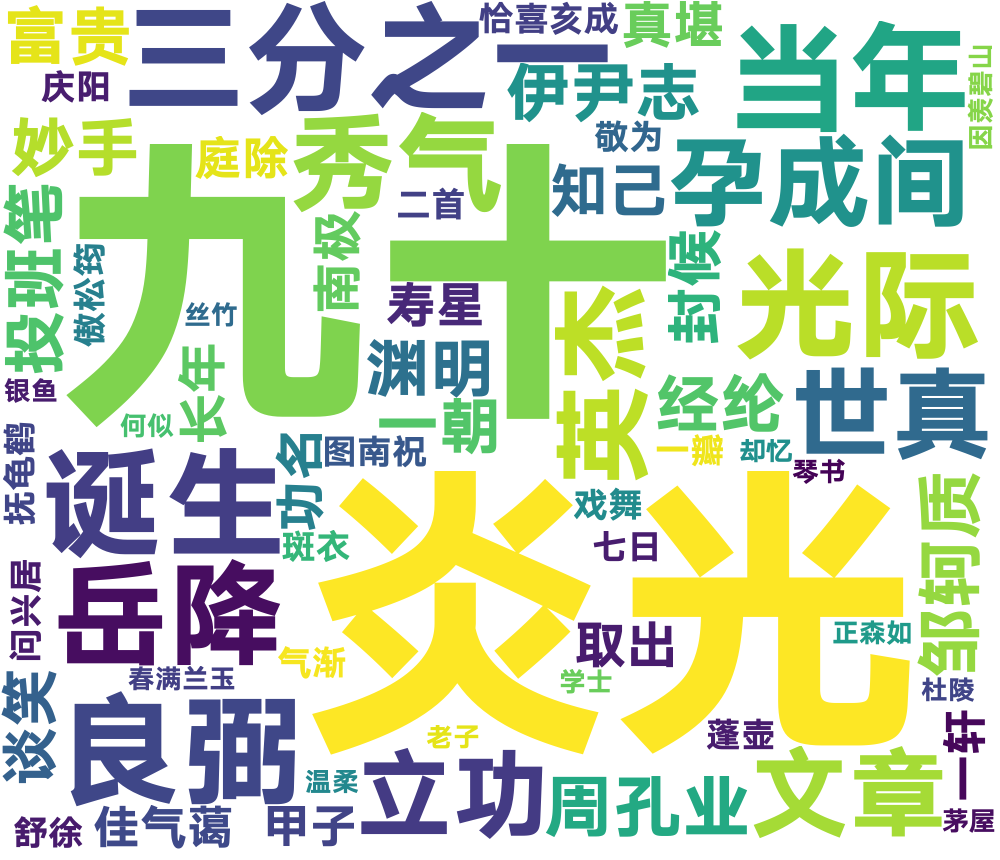 富贵
三分之一
恰喜亥成
真堪
庆阳
伊尹志
当年
因羡碧山
妙手
庭除
秀气
敬为
二首
知己
孕成间
投班笔
傲松筠
九十
南极
丝竹
寿星
封候
光际
银鱼
长年
渊明
英杰
经纶
世真
何似
一朝
抚龟鹤
诞生
功名
图南祝
一瓣
却忆
琴书
斑衣
炎光
戏舞
七日
邹轲质
问兴居
岳降
气渐
取出
正森如
春满兰玉
学士
杜陵
谈笑
良弼
老子
蓬壶
一轩
温柔
立功
周孔业
文章
舒徐
佳气蔼
甲子
茅屋